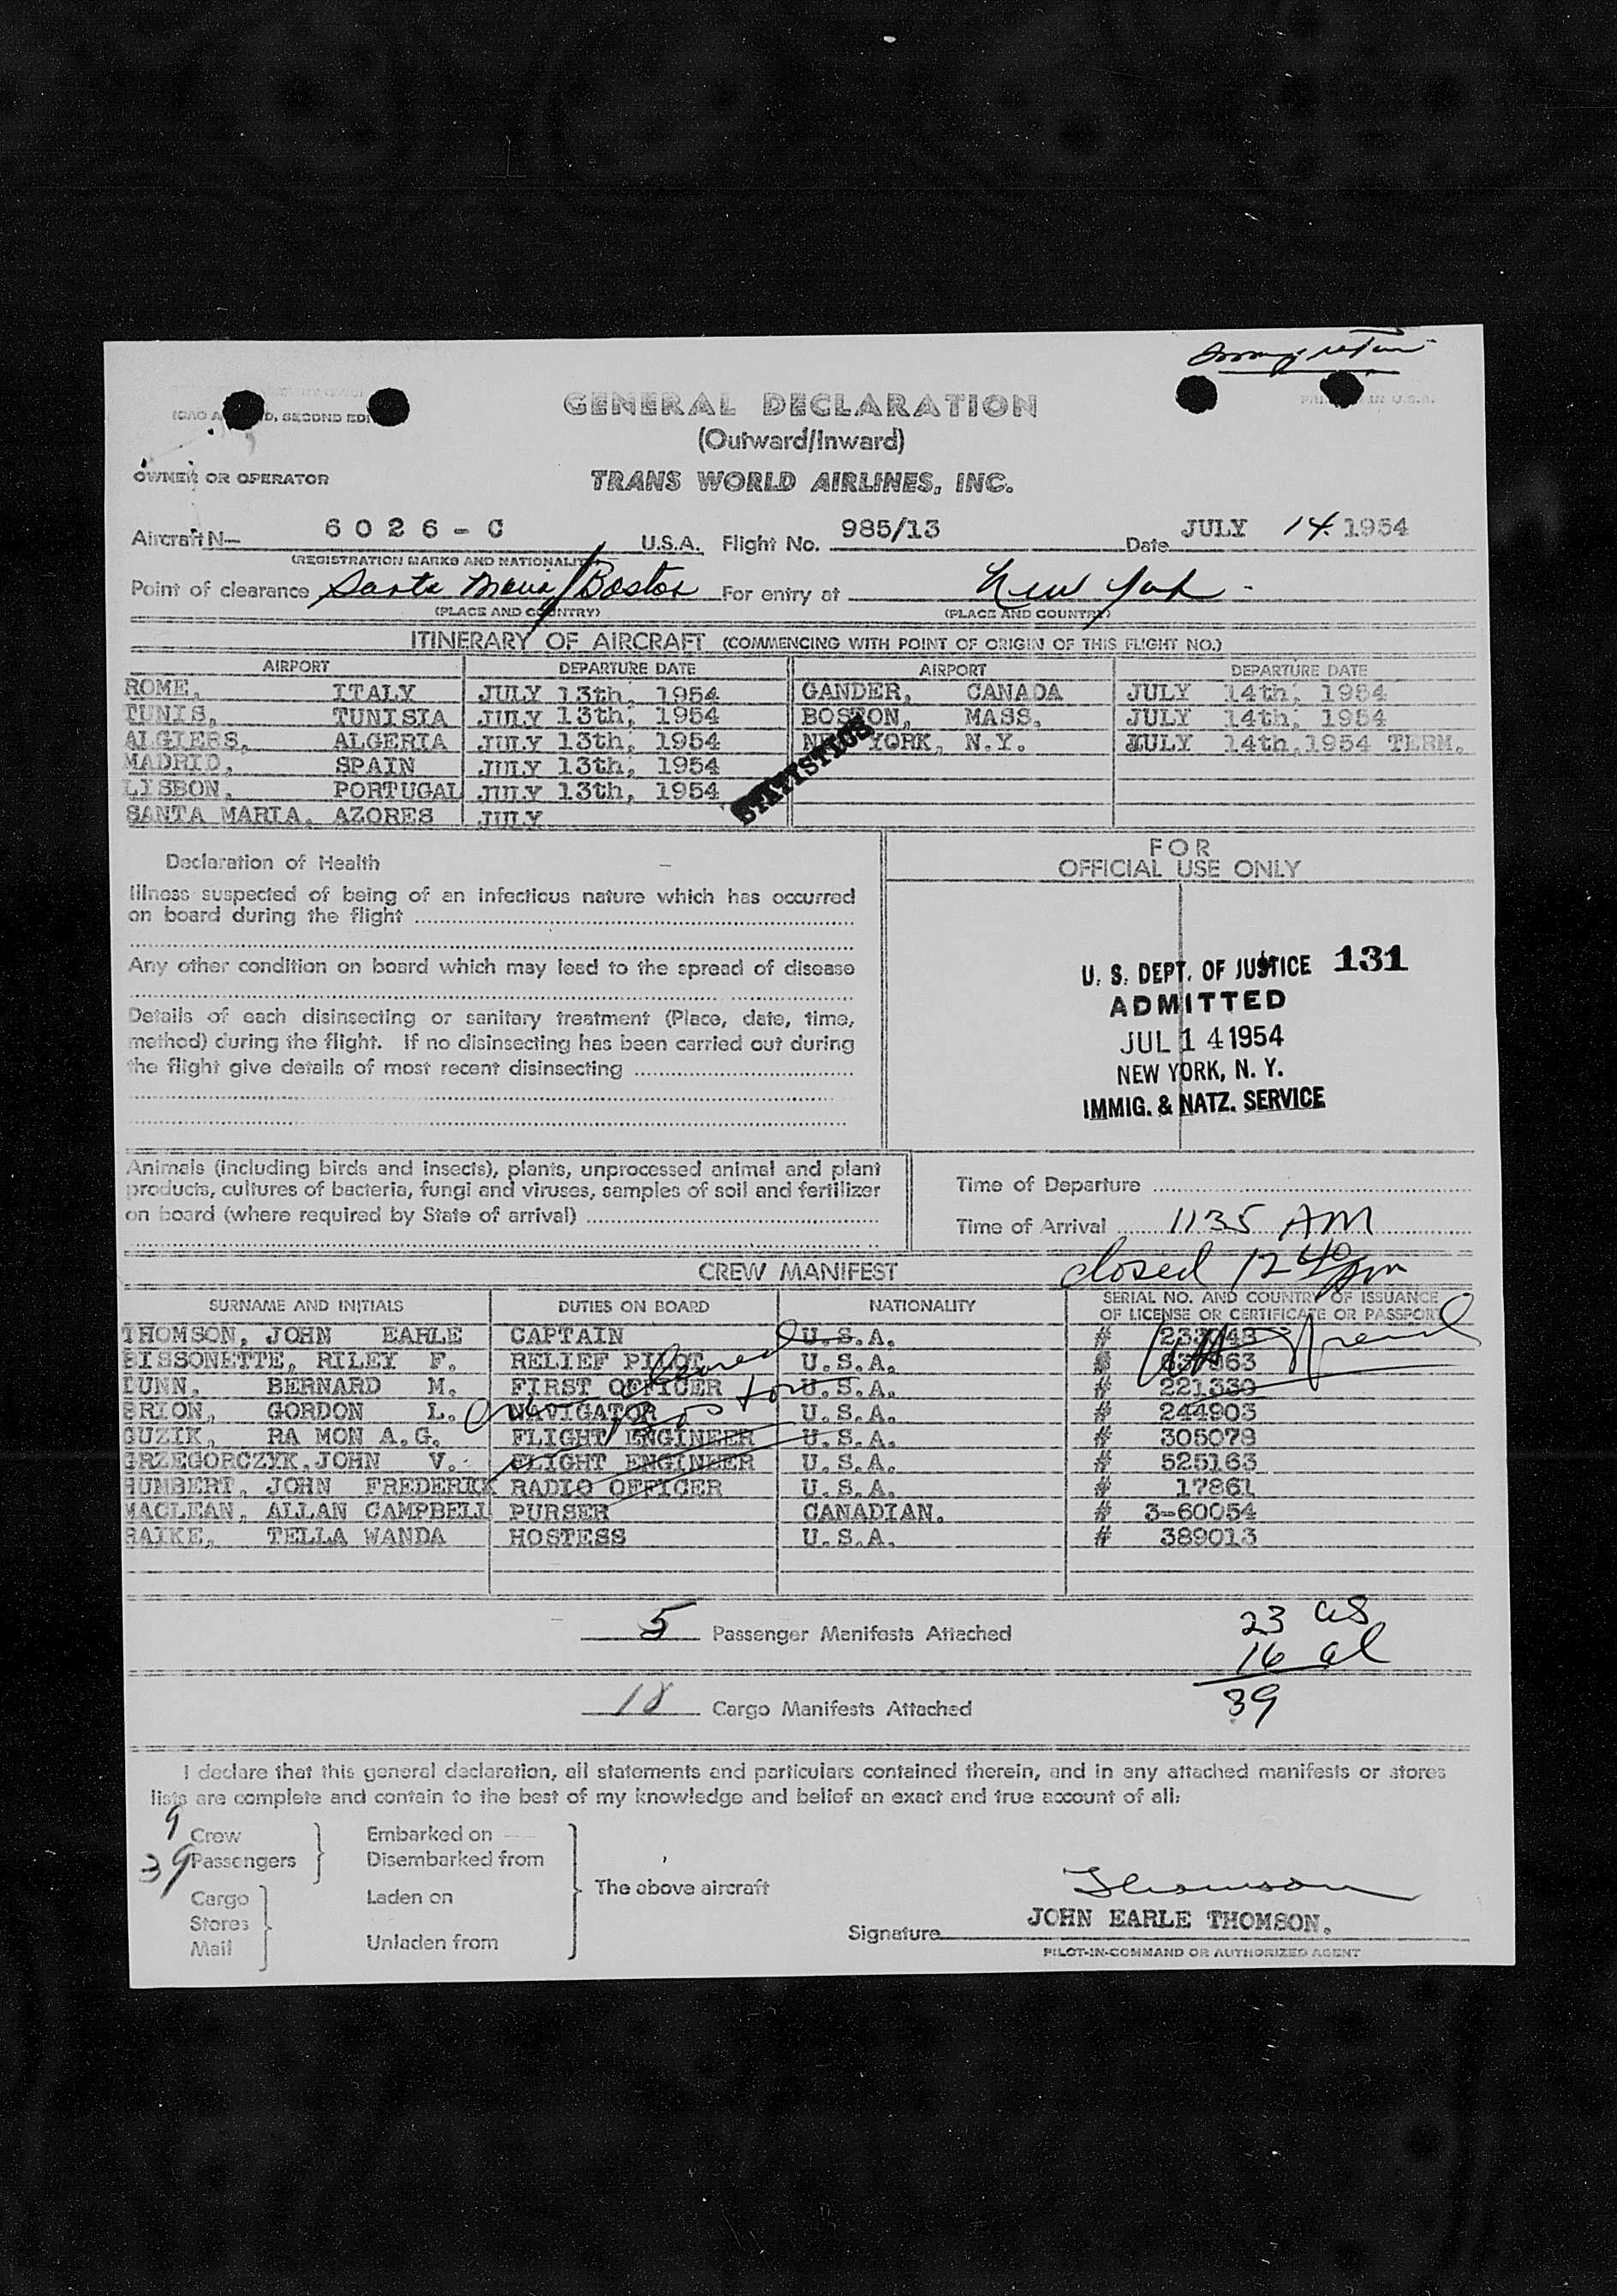 Immigration
ICAO A D, SECOND EDI
GENERAL DECLARATION
(Outward/Inward)
OWNER OR OPERATOR
TRANS WORLD AIRLINES, INC.
Aircraft N— 6026-C U.S.A. Flight No. 985/13 Date JULY 14. 1954
(REGISTRATION MARKS AND NATIONALITY)
Point of clearance Santa Maria/Boston For entry at New York -
(PLACE AND COUNTRY) (PLACE AND COUNTRY)
ITINERARY OF AIRCRAFT (COMMENCING WITH POINT OF ORIGIN OF THIS FLIGHT NO.)
AIRPORT DEPARTURE DATE AIRPORT DEPARTURE DATE
ROME, ITALY JULY 13th, 1954 GANDER, CANADA JULY 14th, 1954
TUNIS, TUNISIA JULY 13th, 1954 BOSTON, MASS. JULY 14th, 1954
ALGIERS, ALGERIA JULY 13th, 1954 NEW YORK, N.Y. JULY 14th,1954 TERM.
MADRID, SPAIN JULY 13th, 1954
LISBON, PORTUGAL JULY 13th, 1954
SANTA MARIA. AZORES JULY
STATISTICS
Declaration of Health
Illness suspected of being of an infectious nature which has occurred
on board during the flight
Any other condition on board which may lead to the spread of disease
Details of each disinsecting or sanitary treatment (Place, date, time,
method) during the flight. If no disinsecting has been carried out during
the flight give details of most recent disinsecting
FOR
OFFICIAL USE ONLY
U. S. DEPT. OF JUSTICE 131
ADMITTED
JUL 14 1954
NEW YORK, N. Y.
IMMIG. & NATZ. SERVICE
Animals (including birds and insects), plants, unprocessed animal and plant
products, cultures of bacteria, fungi and viruses, samples of soil and fertilizer
on board (where required by State of arrival)
Time of Departure
Time of Arrival 1135 AM
closed 12 40 pm
CREW MANIFEST
SURNAME AND INITIALS DUTIES ON BOARD NATIONALITY SERIAL NO. AND COUNTRY OF ISSUANCE
OF LICENSE OR CERTIFICATE OR PASSPORT
THOMSON, JOHN EARLE CAPTAIN U.S.A. #
BISSONETTE, RILEY F. RELIEF PILOT U.S.A. #
DUNN, BERNARD M. FIRST OFFICER U.S.A. # 221330
BRION, GORDON L. NAVIGATOR U.S.A. # 244903
GUZIK, RA MON A.G. FLIGHT ENGINEER U.S.A. # 305078
GRZEGORCZYK,JOHN V. FLIGHT ENGINEER U.S.A. # 525163
HUMBERT, JOHN FREDERICK RADIO OFFICER U.S.A. # 17861
MACLEAN, ALLAN CAMPBELL PURSER CANADIAN. # 3-60054
RAIKE, TELLA WANDA HOSTESS U.S.A. # 389013
cleared
Boston
5 Passenger Manifests Attached
23 us
16 al
39
18 Cargo Manifests Attached
I declare that this general declaration, all statements and particulars contained therein, and in any attached manifests or stores
lists are complete and contain to the best of my knowledge and belief an exact and true account of all:
9 Crew Embarked on
39 Passengers Disembarked from
The above aircraft
Cargo Laden on
Stores
Mail Unladen from
Thomson
JOHN EARLE THOMSON.
Signature
PILOT-IN-COMMAND OR AUTHORIZED AGENT